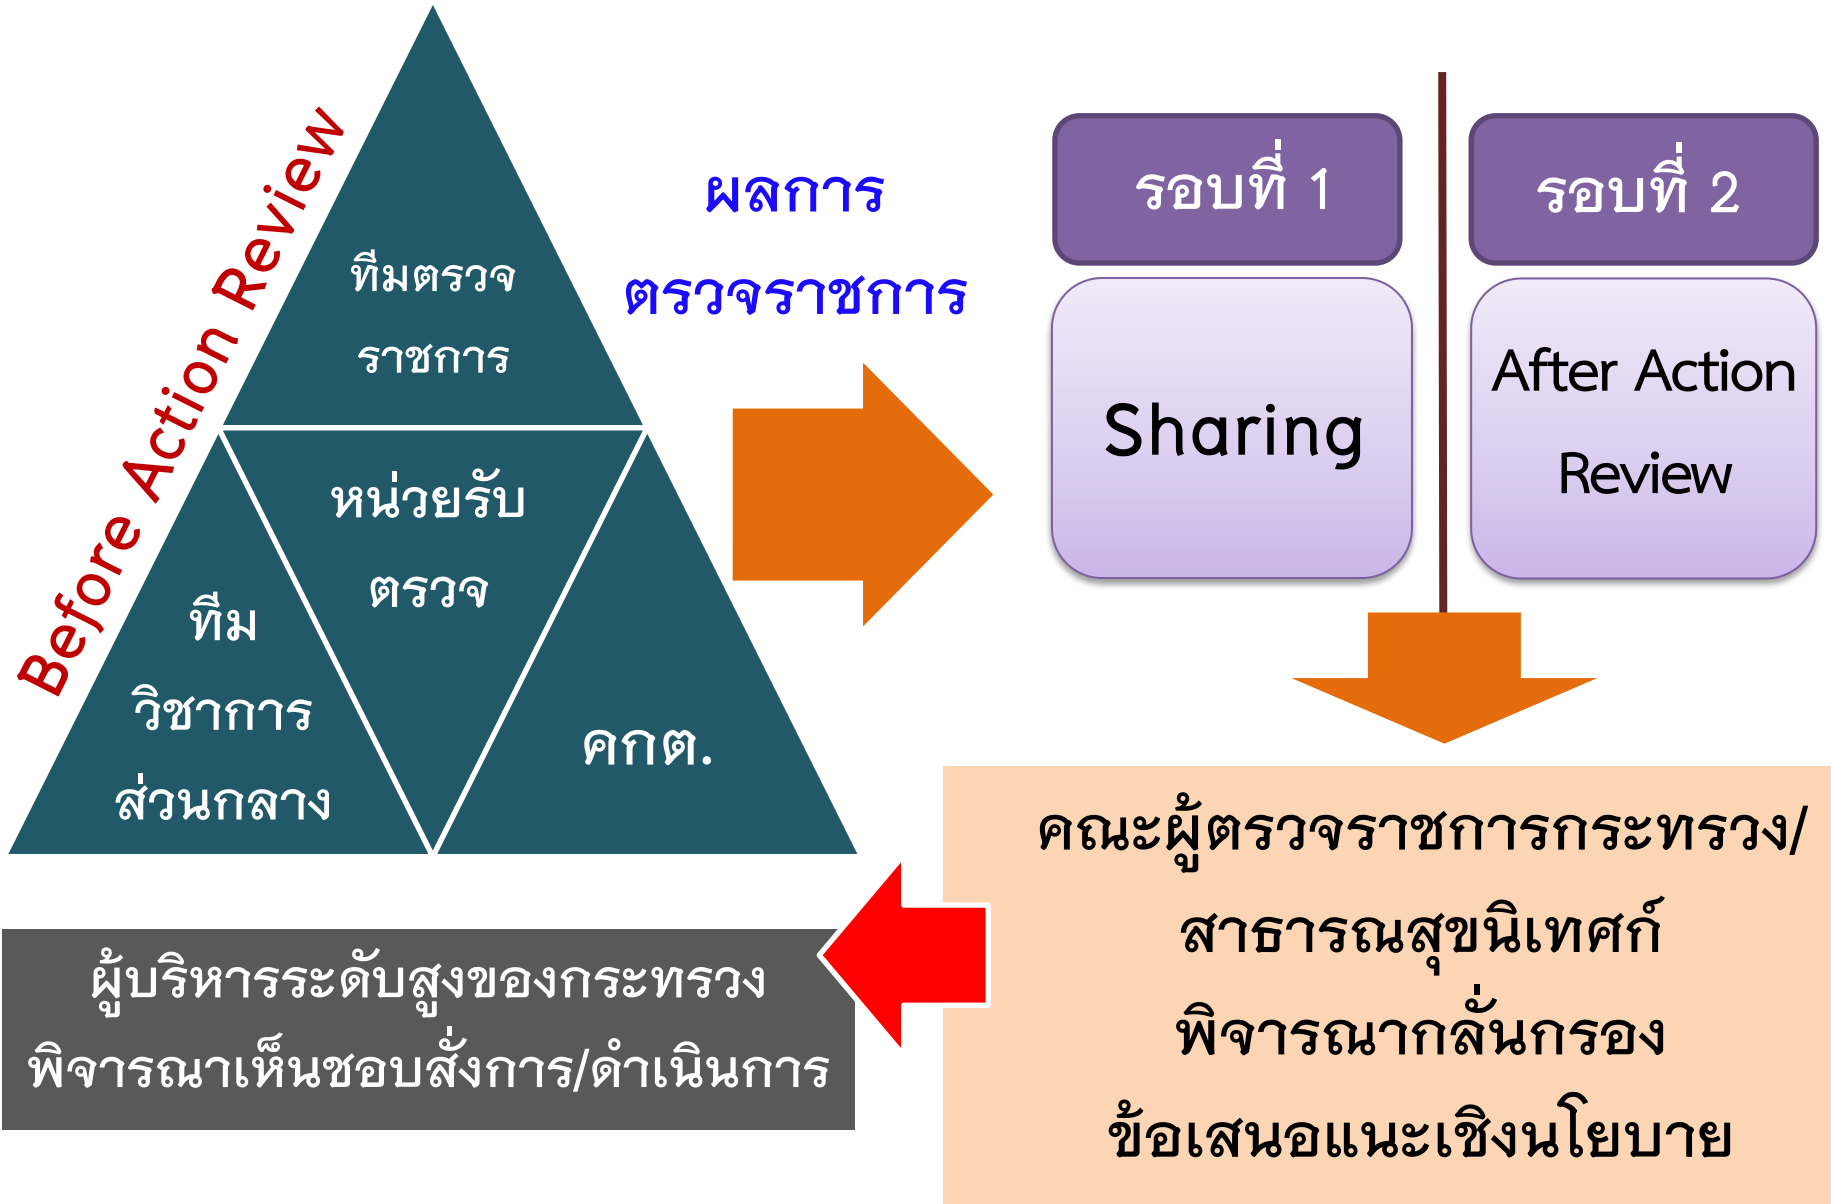 Before Action Review
ทีมตรวจ
ราชการ
หน่วยรับ
ตรวจ
ทีม
วิชาการ
ส่วนกลาง
คกต.
ผลการ
ตรวจราชการ
รอบที่ 1
Sharing
รอบที่ 2
After Action
Review
คณะผู้ตรวจราชการกระทรวง/
สาธารณสุขนิเทศก์
พิจารณากลั่นกรอง
ข้อเสนอแนะเชิงนโยบาย
ผู้บริหารระดับสูงของกระทรวง
พิจารณาเห็นชอบสั่งการ/ดำเนินการ